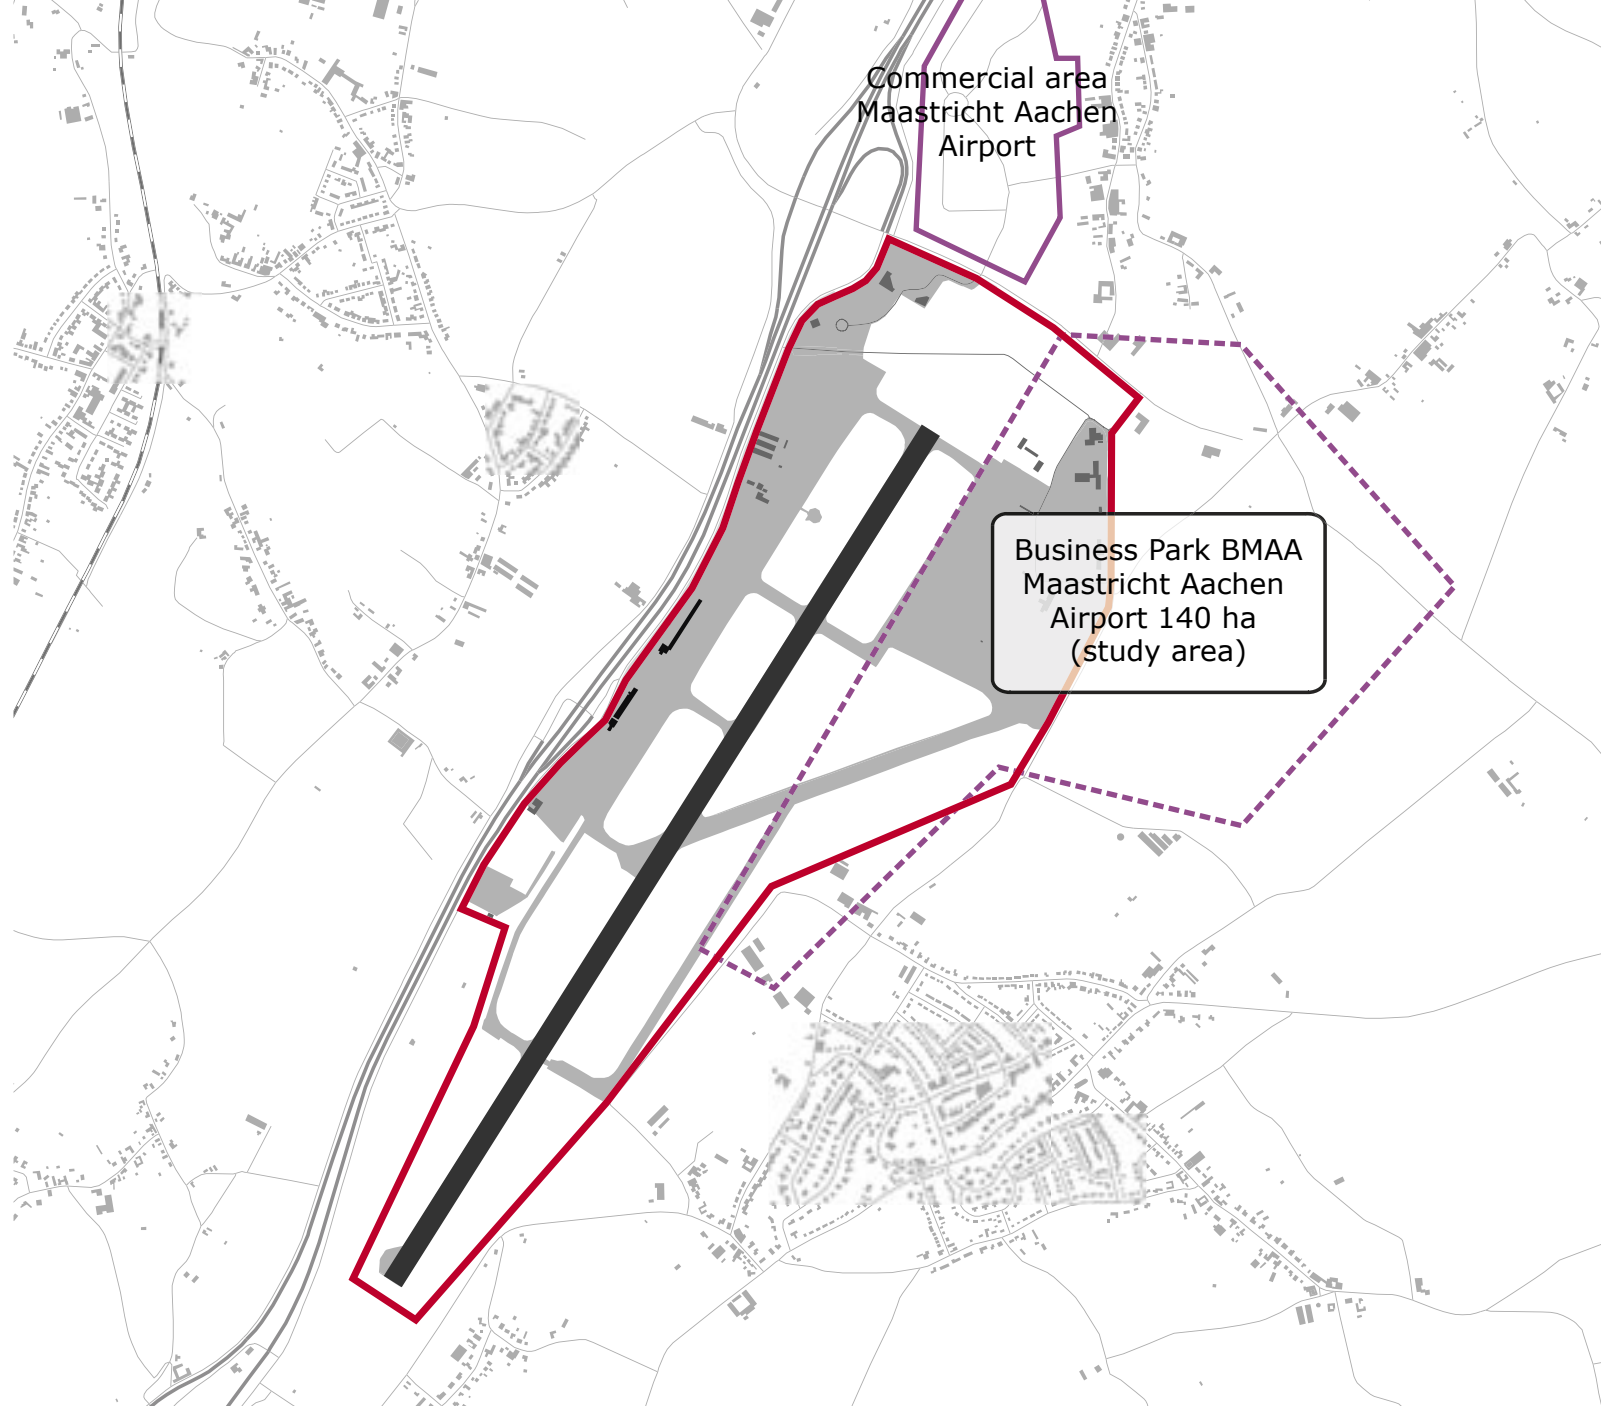 Commercial area
Maastricht Aachen
Airport
Business Park BMAA
Maastricht Aachen
Airport 140 ha
(study area)